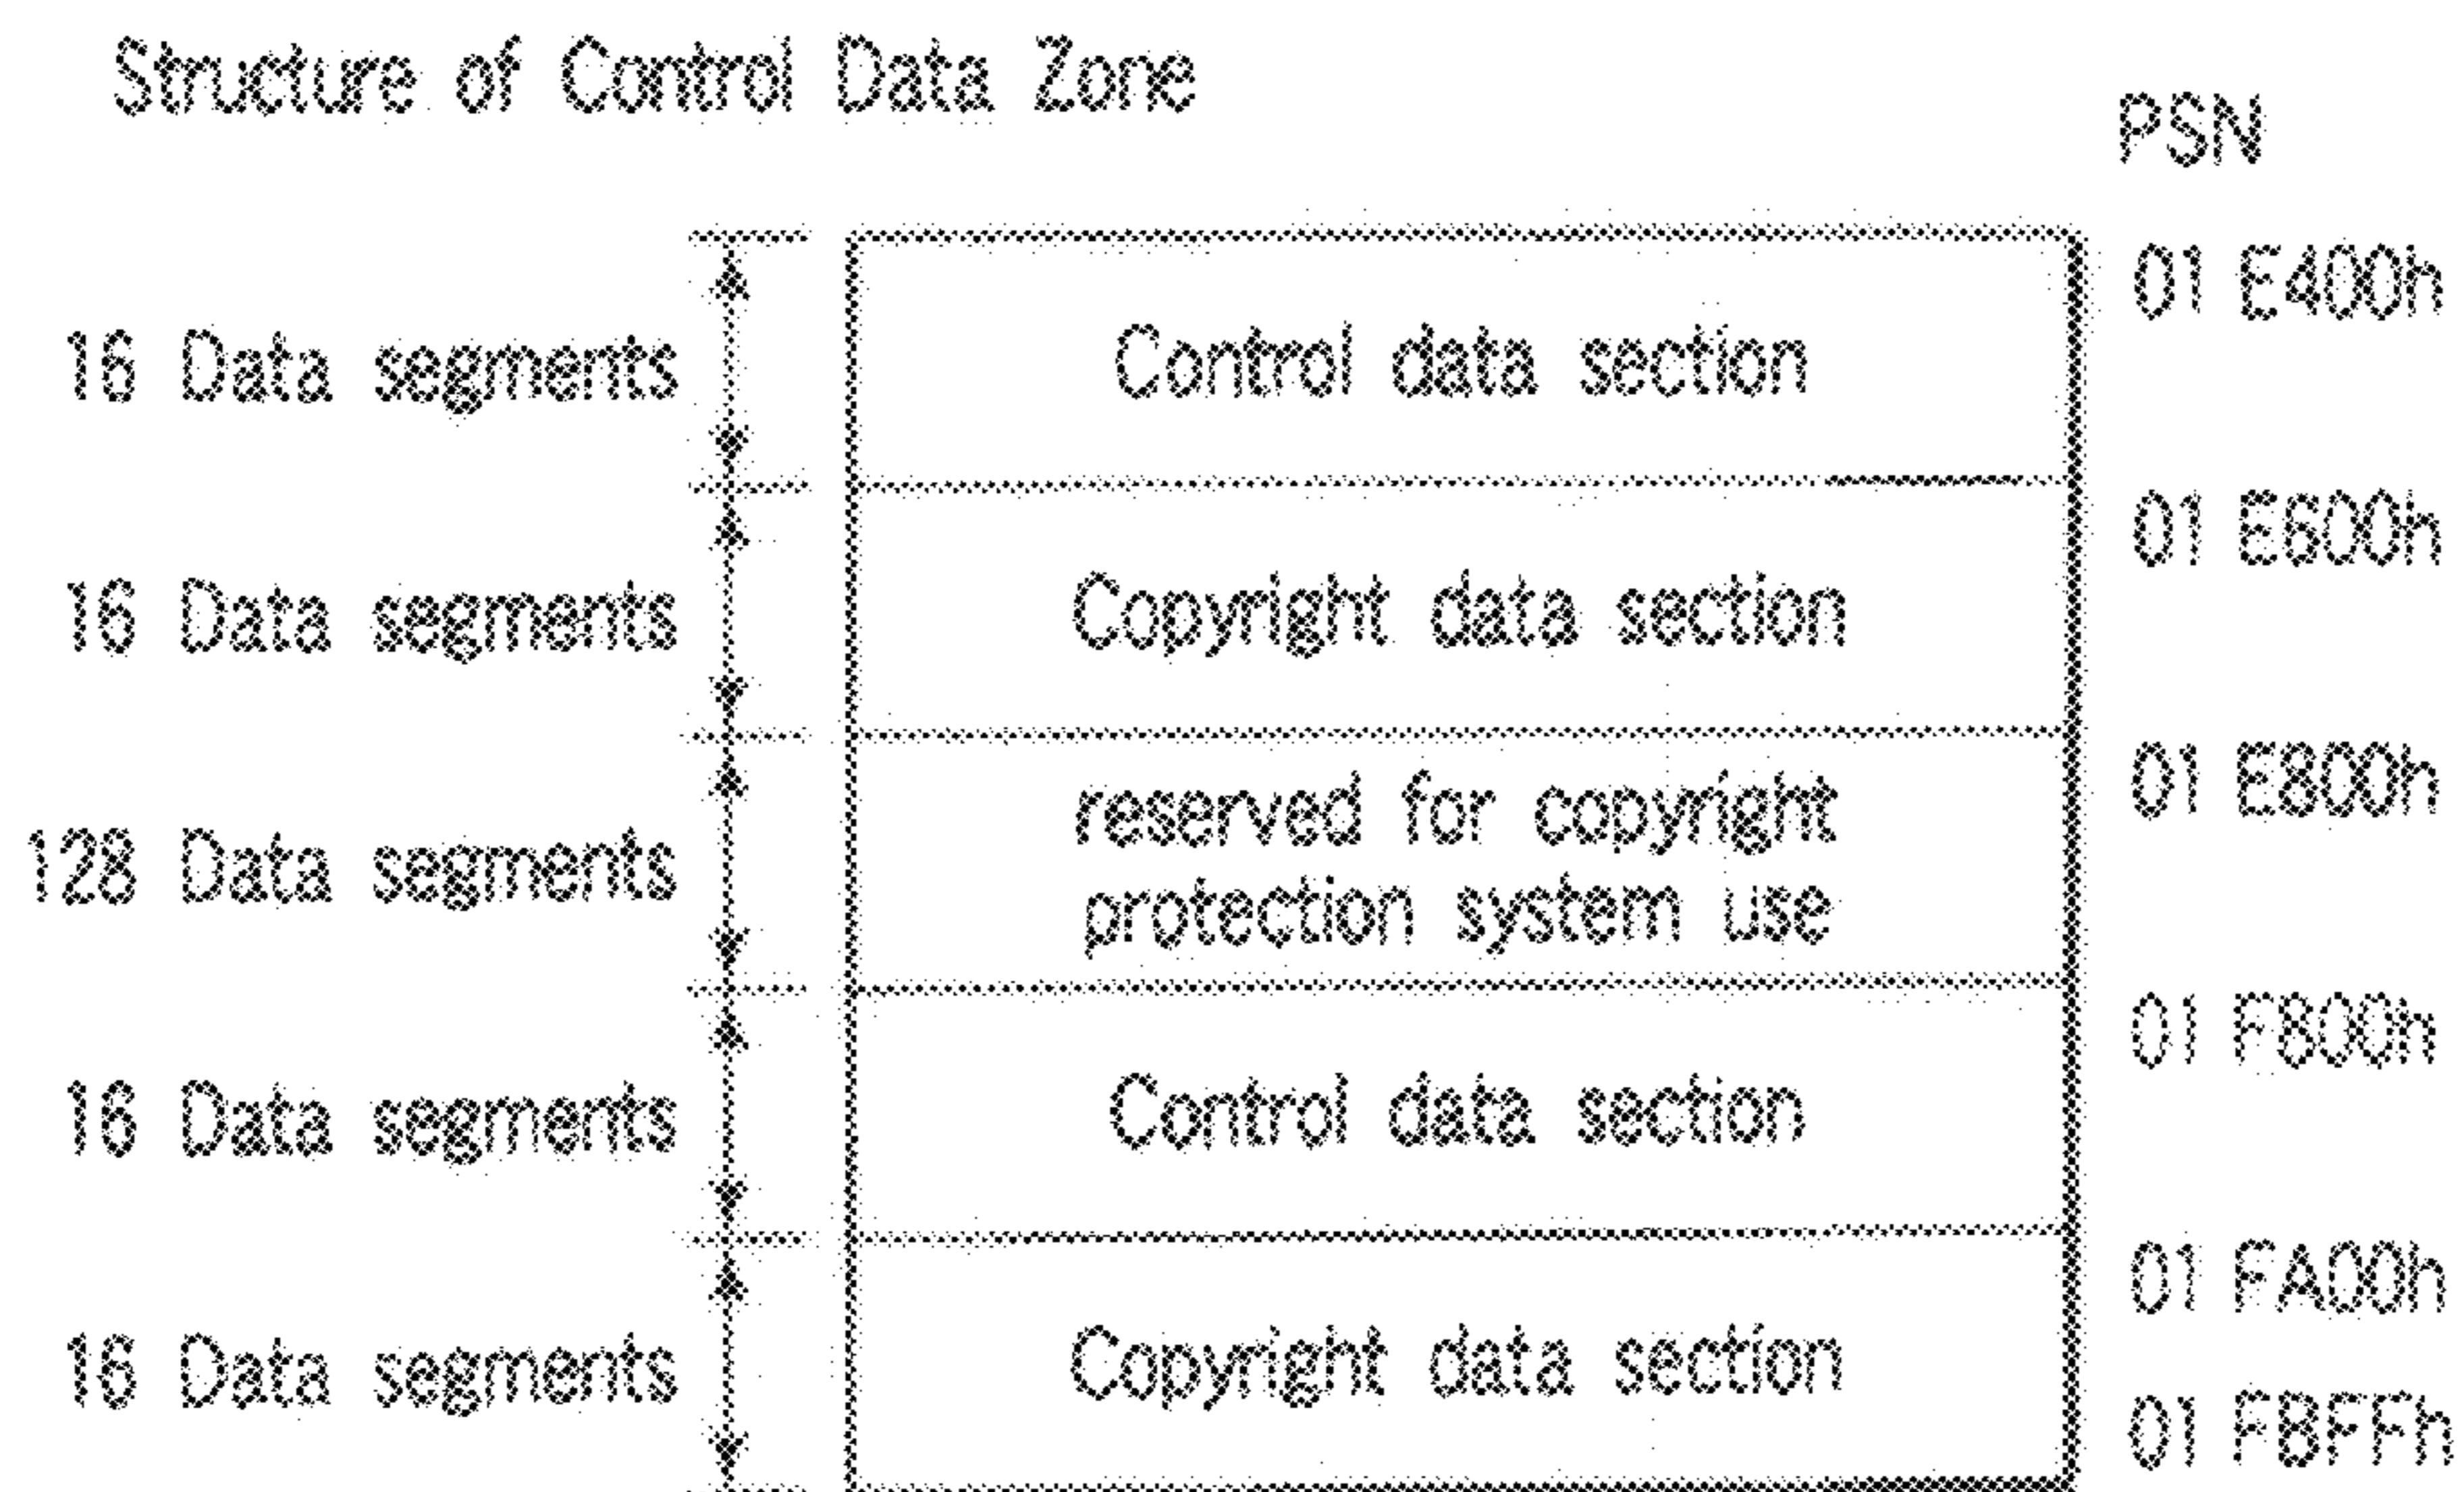 Structure of Control Data Zone
PSN
01 E400h
16 Data segments
Control data section
01 E600h
16 Data segments
Copyright data section
01 E800h
128 Data segments
reserved for copyright
protection system use
01 F800h
16 Data segments
Control data section
01 FA00h
16 Data segments
Copyright data section
01 FBFFh